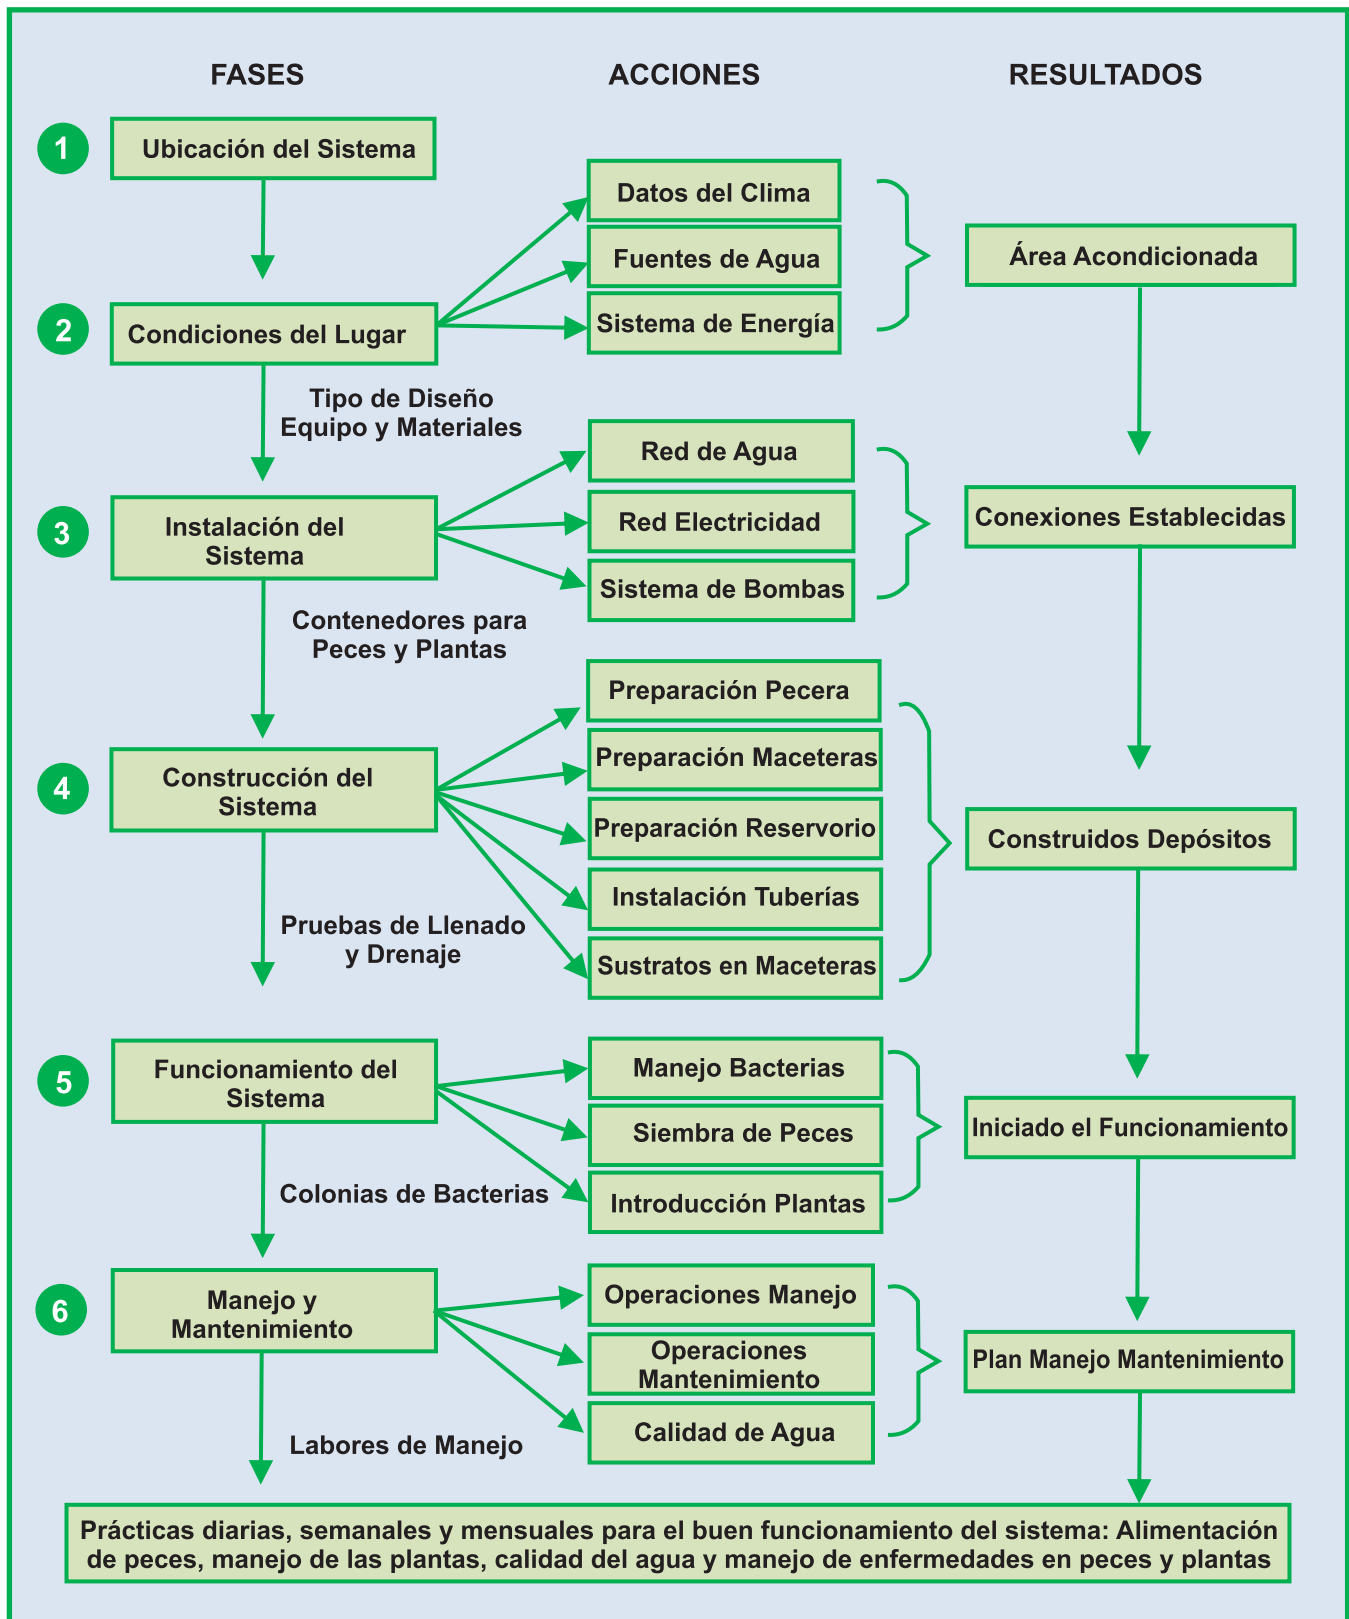 FASES
ACCIONES
RESULTADOS
1
Ubicación del Sistema
Datos del Clima
Fuentes de Agua
Sistema de Energía
Área Acondicionada
2
Condiciones del Lugar
Tipo de Diseño
Equipo y Materiales
Red de Agua
Red Electricidad
Sistema de Bombas
Conexiones Establecidas
3
Instalación del
Sistema
Contenedores para
Peces y Plantas
Preparación Pecera
Preparación Maceteras
Preparación Reservorio
Instalación Tuberías
Sustratos en Maceteras
Construidos Depósitos
4
Construcción del
Sistema
Pruebas de Llenado
y Drenaje
5
Funcionamiento del
Sistema
Manejo Bacterias
Siembra de Peces
Introducción Plantas
Iniciado el Funcionamiento
Colonias de Bacterias
6
Manejo y
Mantenimiento
Operaciones Manejo
Operaciones
Mantenimiento
Calidad de Agua
Plan Manejo Mantenimiento
Labores de Manejo
Prácticas diarias, semanales y mensuales para el buen funcionamiento del sistema: Alimentación
de peces, manejo de las plantas, calidad del agua y manejo de enfermedades en peces y plantas